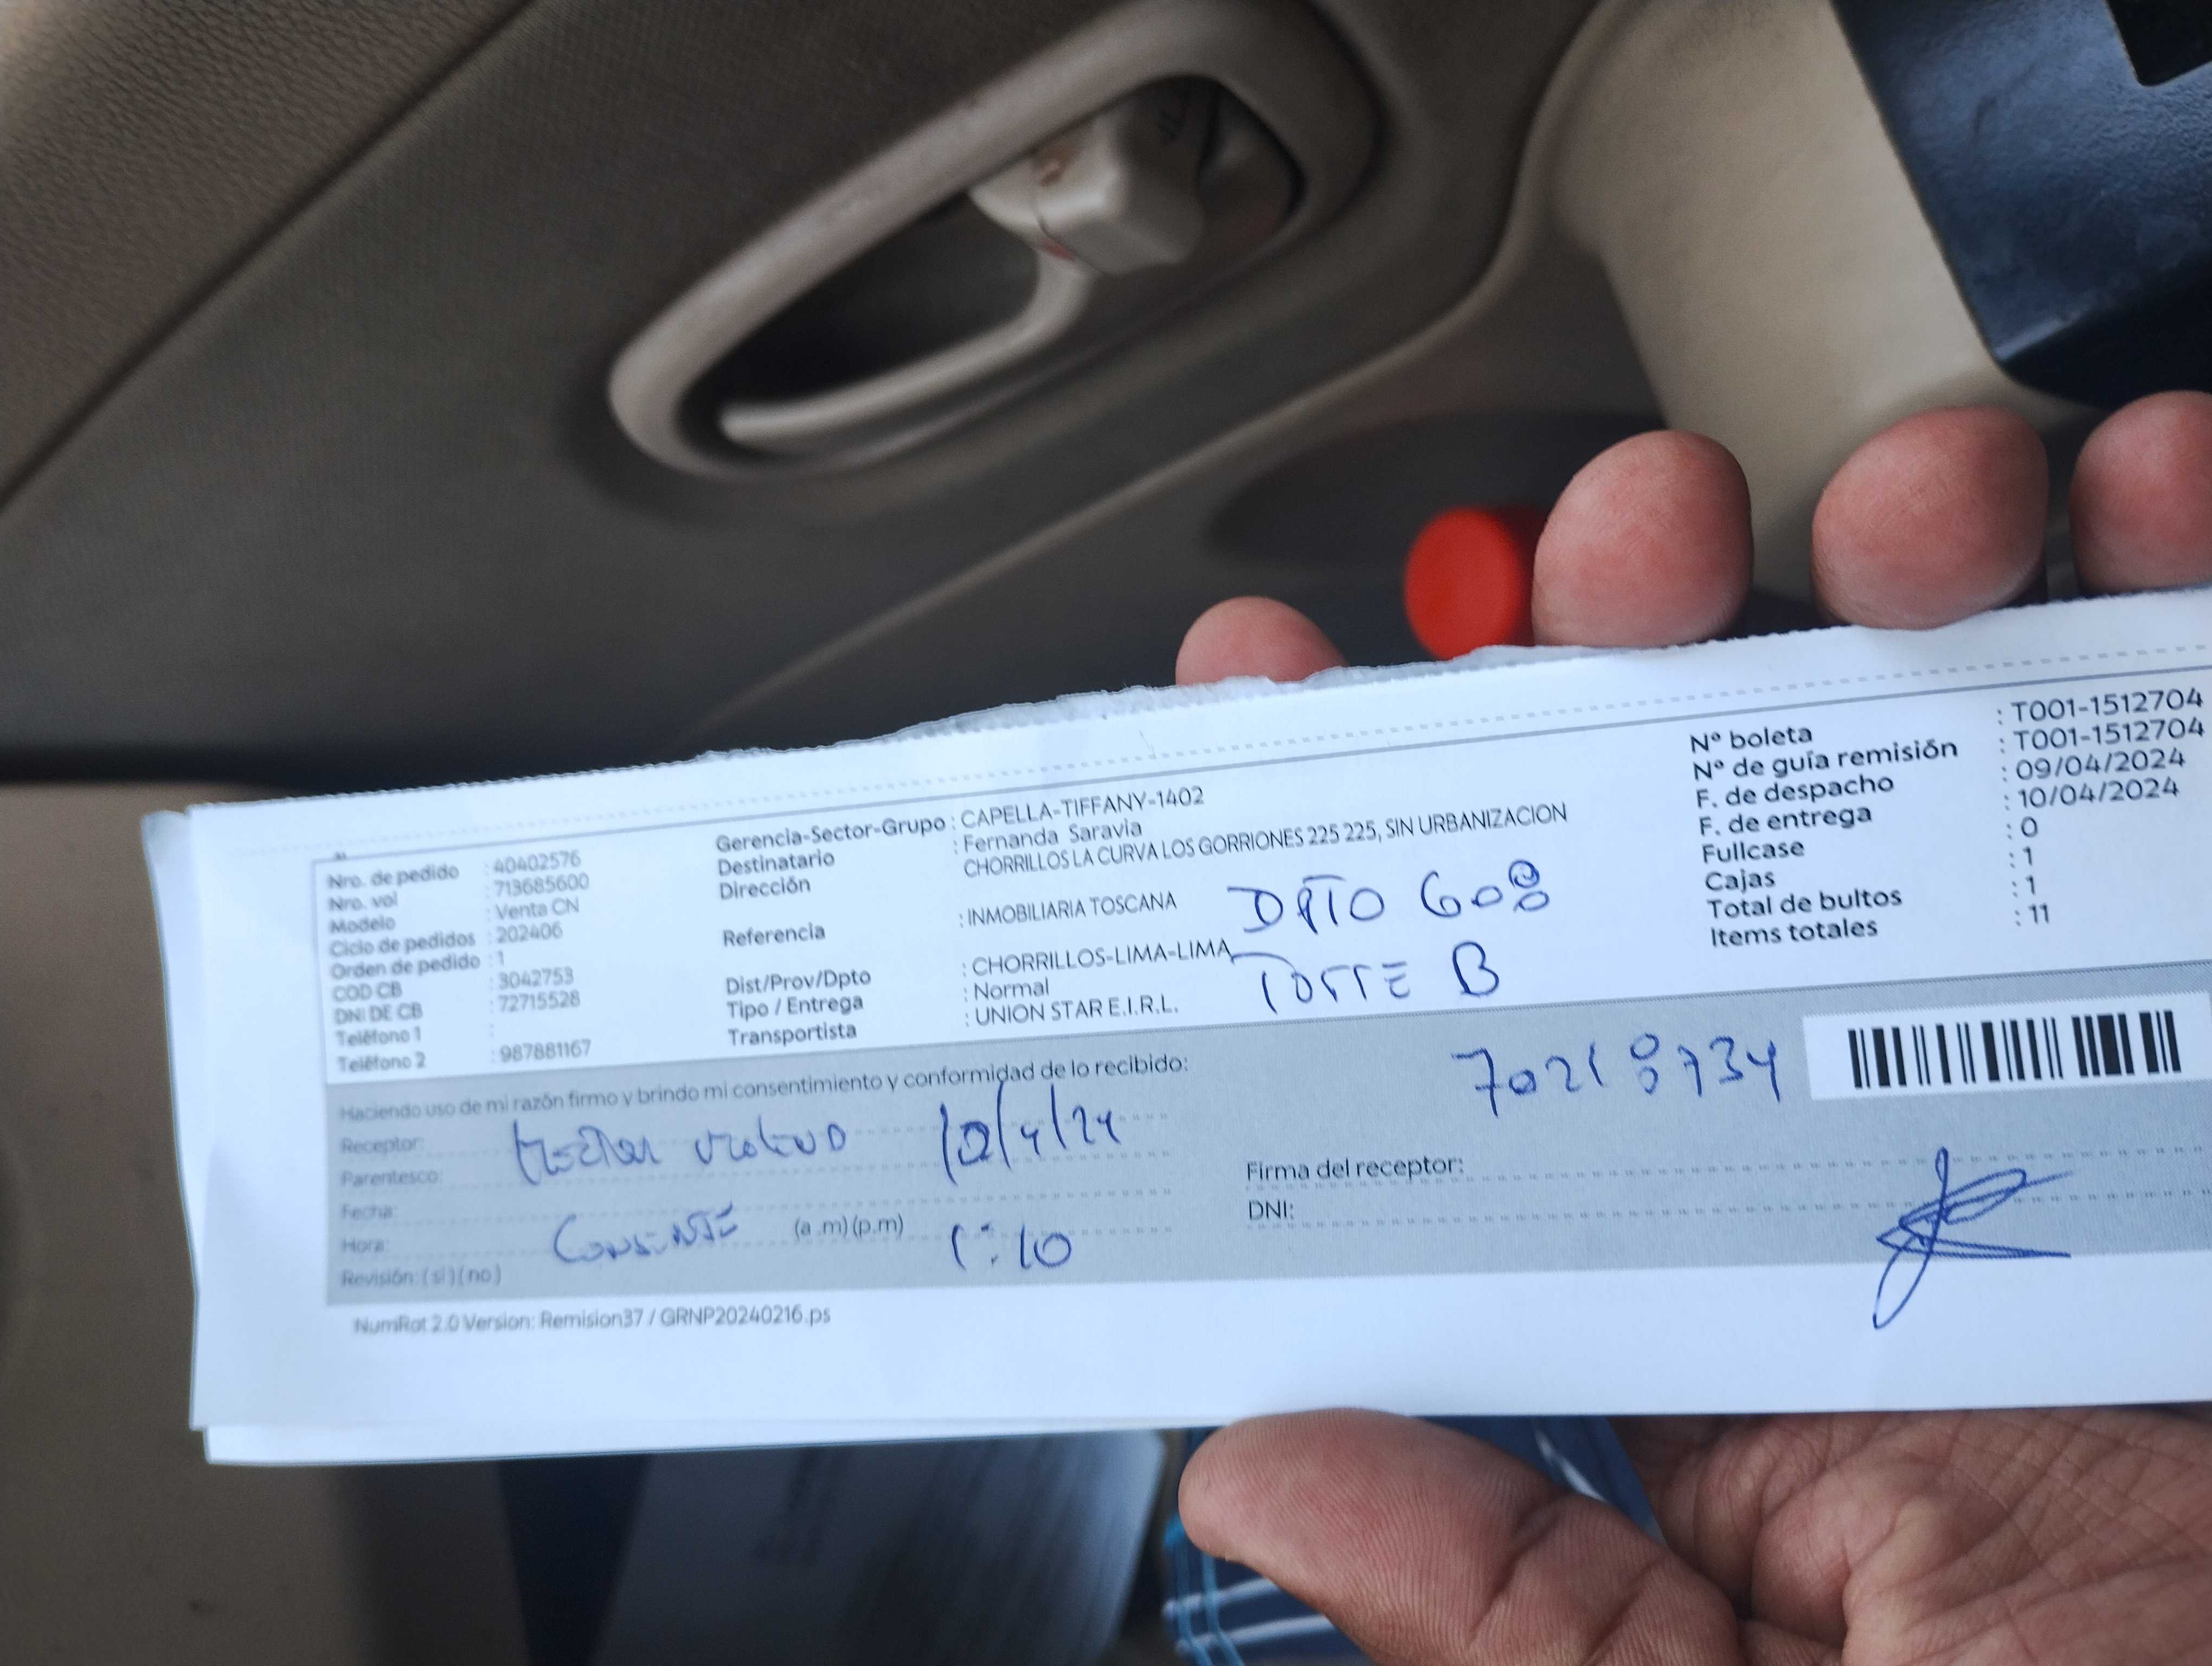 Nro. de pedido : 40402576
Nro. vol : 713685600
Modelo : Venta CN
Ciclo de pedidos : 202406
Orden de pedido : 1
COD CB : 3042753
DNI DE CB : 72715528
Teléfono 1 :
Teléfono 2 : 987881167
Gerencia-Sector-Grupo : CAPELLA-TIFFANY-1402
Destinatario : Fernanda Saravia
Dirección CHORRILLOS LA CURVA LOS GORRIONES 225 225, SIN URBANIZACION
Referencia : INMOBILIARIA TOSCANA
Dist/Prov/Dpto : CHORRILLOS-LIMA-LIMA
Tipo / Entrega : Normal
Transportista : UNION STAR E.I.R.L.
DPTO 608
TORRE B
Nº boleta : T001-1512704
Nº de guía remisión : T001-1512704
F. de despacho : 09/04/2024
F. de entrega : 10/04/2024
Fullcase : 0
Cajas : 1
Total de bultos : 1
Items totales : 11
Haciendo uso de mi razón firmo y brindo mi consentimiento y conformidad de lo recibido:
Receptor: 10/4/24
Parentesco:
Fecha:
Hora: (a.m)(p.m) 1:10
Revisión: (si)(no)
70218734
Firma del receptor:
DNI:
NumRot 2.0 Version: Remision37 / GRNP20240216.ps